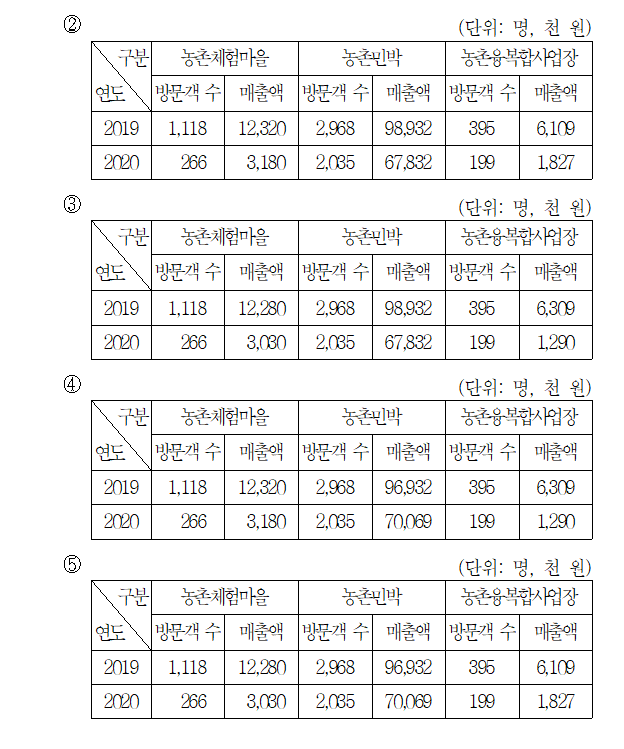 ②
(단위: 명, 천 원)
구분 농촌체험마을 농촌민박 농촌융복합사업장
연도 방문객 수 매출액 방문객 수 매출액 방문객 수 매출액
2019 1,118 12,320 2,968 98,932 395 6,109
2020 266 3,180 2,035 67,832 199 1,827
③
(단위: 명, 천 원)
구분 농촌체험마을 농촌민박 농촌융복합사업장
연도 방문객 수 매출액 방문객 수 매출액 방문객 수 매출액
2019 1,118 12,280 2,968 98,932 395 6,309
2020 266 3,030 2,035 67,832 199 1,290
④
(단위: 명, 천 원)
구분 농촌체험마을 농촌민박 농촌융복합사업장
연도 방문객 수 매출액 방문객 수 매출액 방문객 수 매출액
2019 1,118 12,320 2,968 96,932 395 6,309
2020 266 3,180 2,035 70,069 199 1,290
⑤
(단위: 명, 천 원)
구분 농촌체험마을 농촌민박 농촌융복합사업장
연도 방문객 수 매출액 방문객 수 매출액 방문객 수 매출액
2019 1,118 12,280 2,968 96,932 395 6,109
2020 266 3,030 2,035 70,069 199 1,827